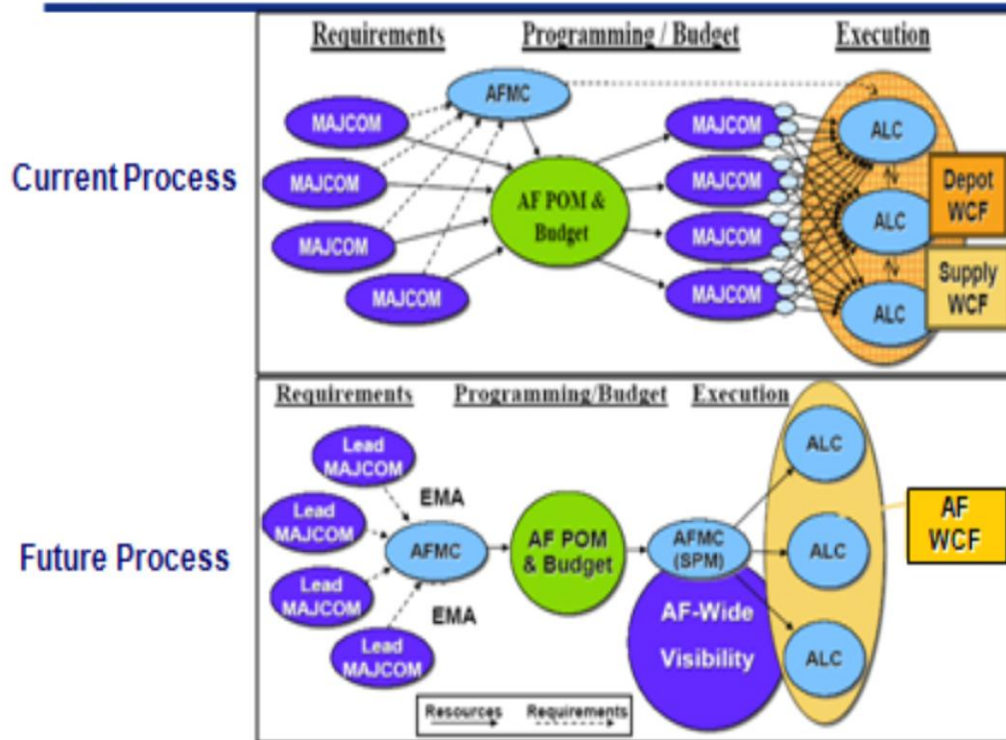 Current Process
Requirements
Programming / Budget
Execution
AFMC
MAJCOM
MAJCOM
MAJCOM
MAJCOM
AF POM &
Budget
MAJCOM
MAJCOM
MAJCOM
MAJCOM
ALC
ALC
ALC
Depot
WCF
Supply
WCF
Future Process
Requirements
Programming/Budget
Execution
Lead
MAJCOM
Lead
MAJCOM
Lead
MAJCOM
Lead
MAJCOM
EMA
EMA
AFMC
AF POM
& Budget
AFMC
(SPM)
AF-Wide
Visibility
ALC
ALC
ALC
AF
WCF
Resources
Requirements